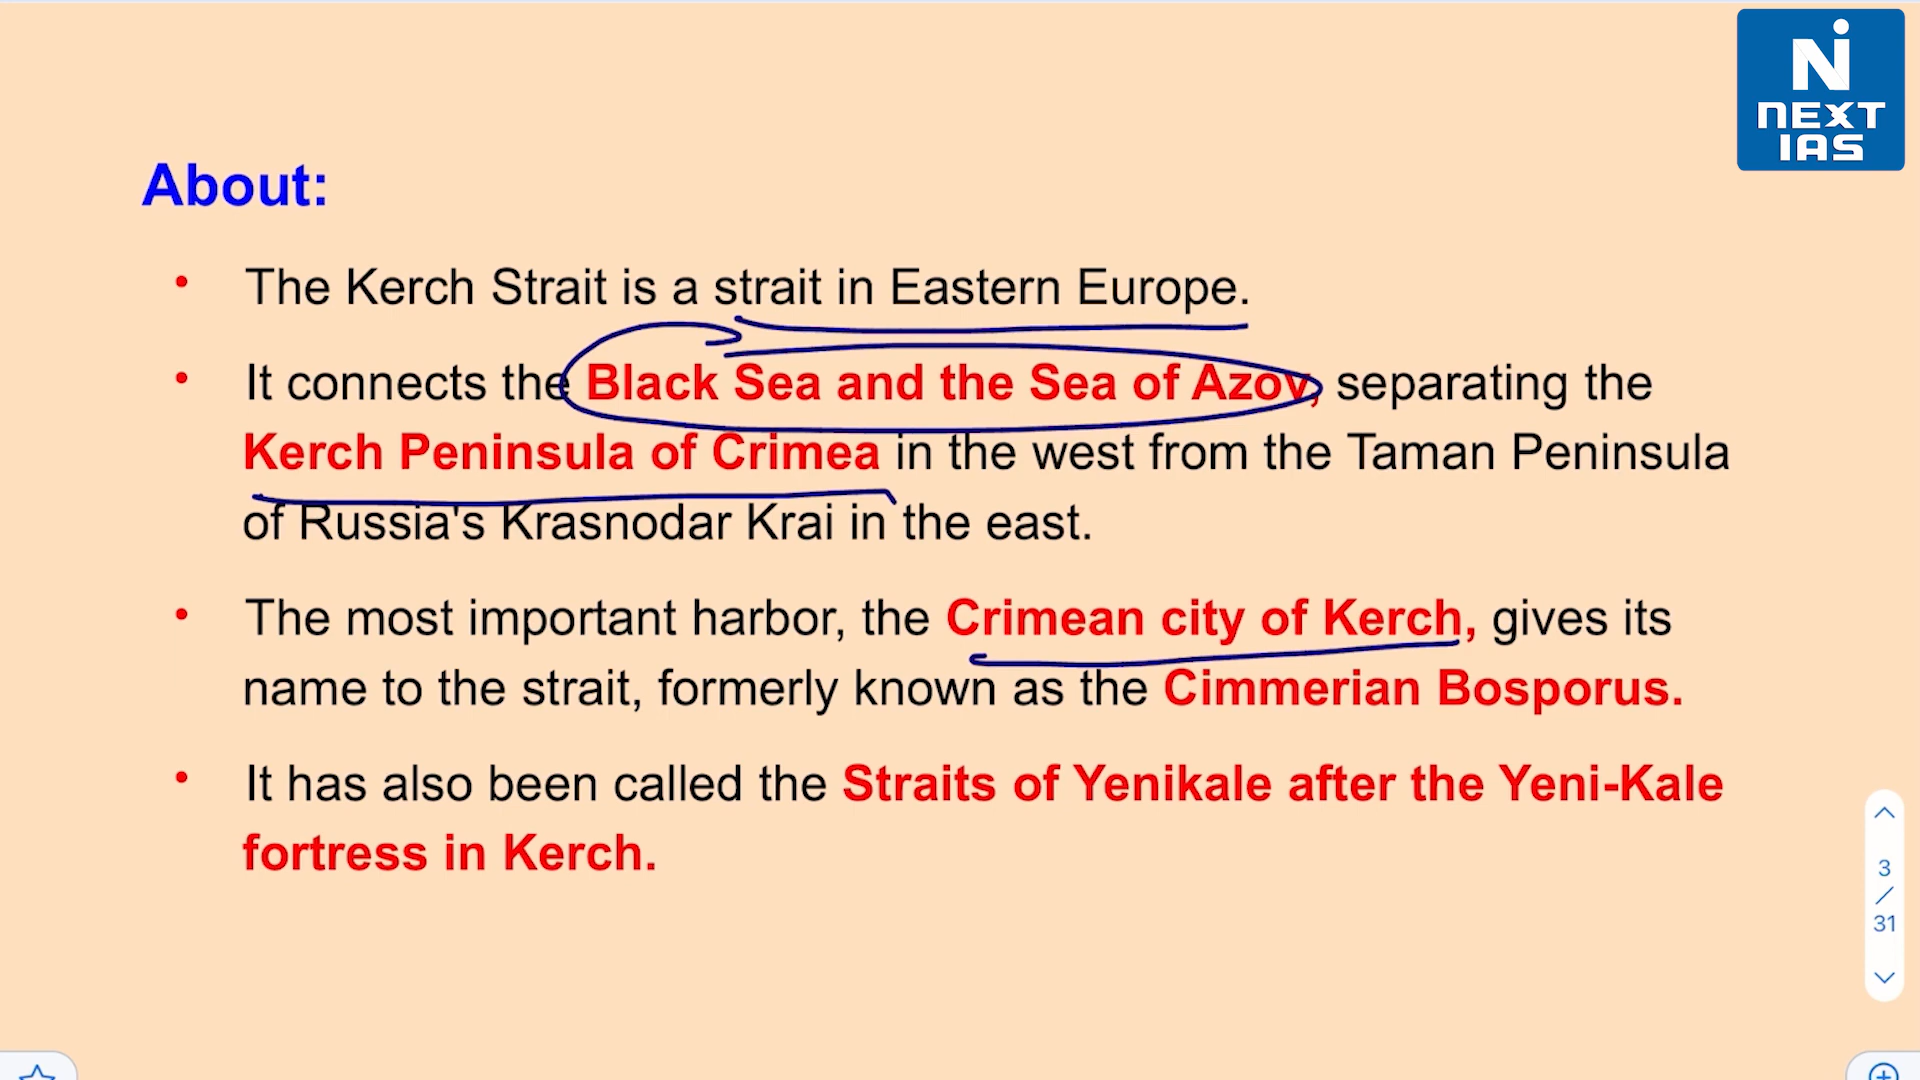 NEXT
IAS
About:
• The Kerch Strait is a strait in Eastern Europe.
• It connects the Black Sea and the Sea of Azov, separating the
Kerch Peninsula of Crimea in the west from the Taman Peninsula
of Russia's Krasnodar Krai in the east.
• The most important harbor, the Crimean city of Kerch, gives its
name to the strait, formerly known as the Cimmerian Bosporus.
• It has also been called the Straits of Yenikale after the Yeni-Kale
fortress in Kerch.
3
/
31